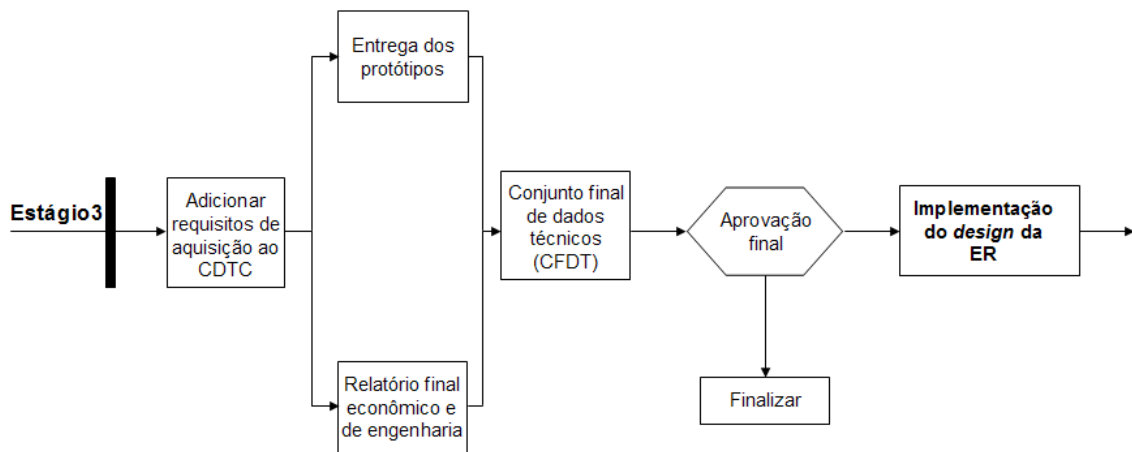 Estágio3
Adicionar
requisitos de
aquisição ao
CDTC
Entrega dos
protótipos
Relatório final
econômico e
de engenharia
Conjunto final
de dados
técnicos
(CFDT)
Aprovação
final
Finalizar
Implementação
do design da
ER